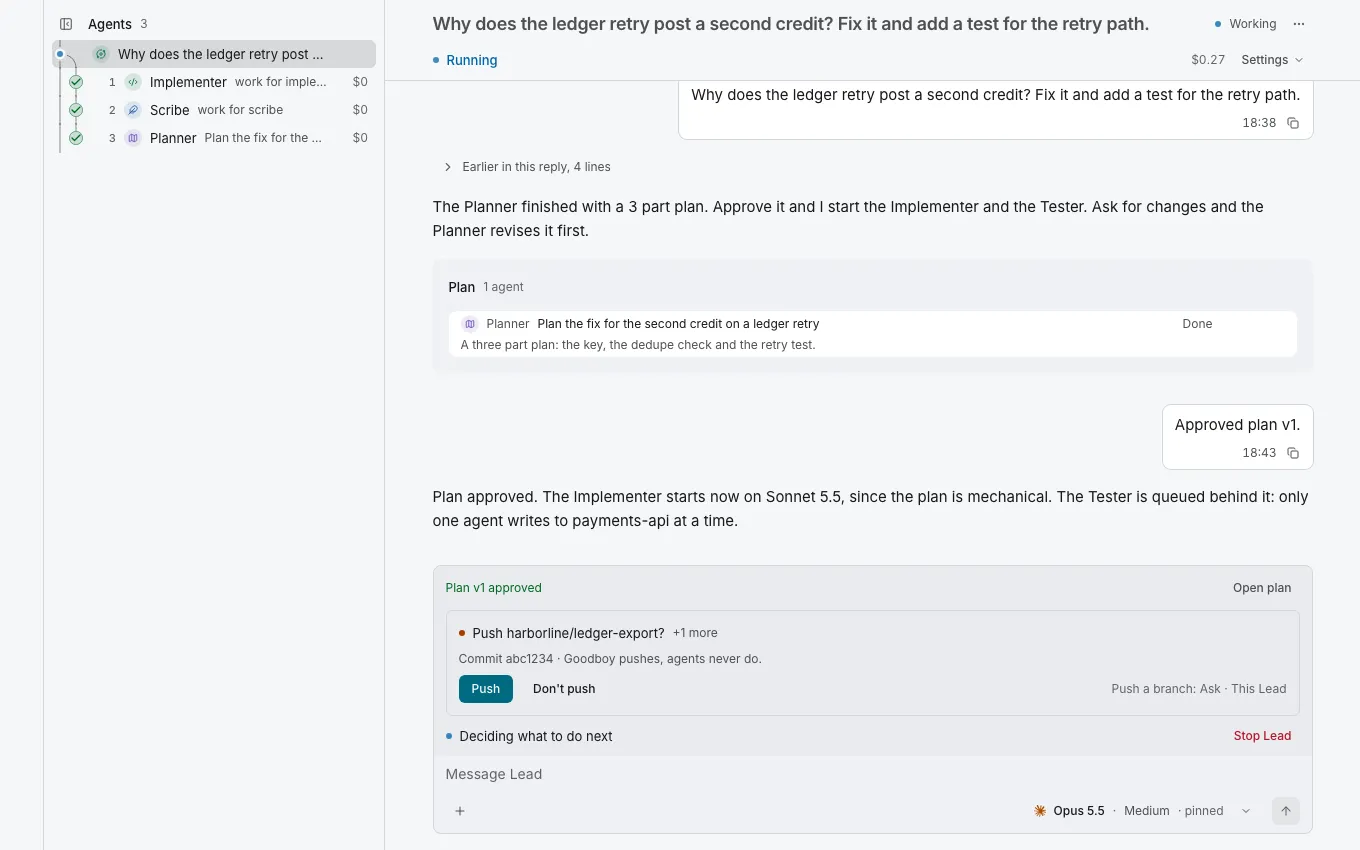 Agents 3
Why does the ledger retry post ...
1 Implementer work for imple... $0
2 Scribe work for scribe $0
3 Planner Plan the fix for the ... $0
Why does the ledger retry post a second credit? Fix it and add a test for the retry path.
Working
Running
$0.27 Settings
Why does the ledger retry post a second credit? Fix it and add a test for the retry path.
18:38
Earlier in this reply, 4 lines
The Planner finished with a 3 part plan. Approve it and I start the Implementer and the Tester. Ask for changes and the
Planner revises it first.
Plan 1 agent
Planner Plan the fix for the second credit on a ledger retry Done
A three part plan: the key, the dedupe check and the retry test.
Approved plan v1.
18:43
Plan approved. The Implementer starts now on Sonnet 5.5, since the plan is mechanical. The Tester is queued behind it: only
one agent writes to payments-api at a time.
Plan v1 approved Open plan
Push harborline/ledger-export? +1 more
Commit abc1234 · Goodboy pushes, agents never do.
Push Don't push Push a branch: Ask · This Lead
Deciding what to do next Stop Lead
Message Lead
Opus 5.5 · Medium · pinned